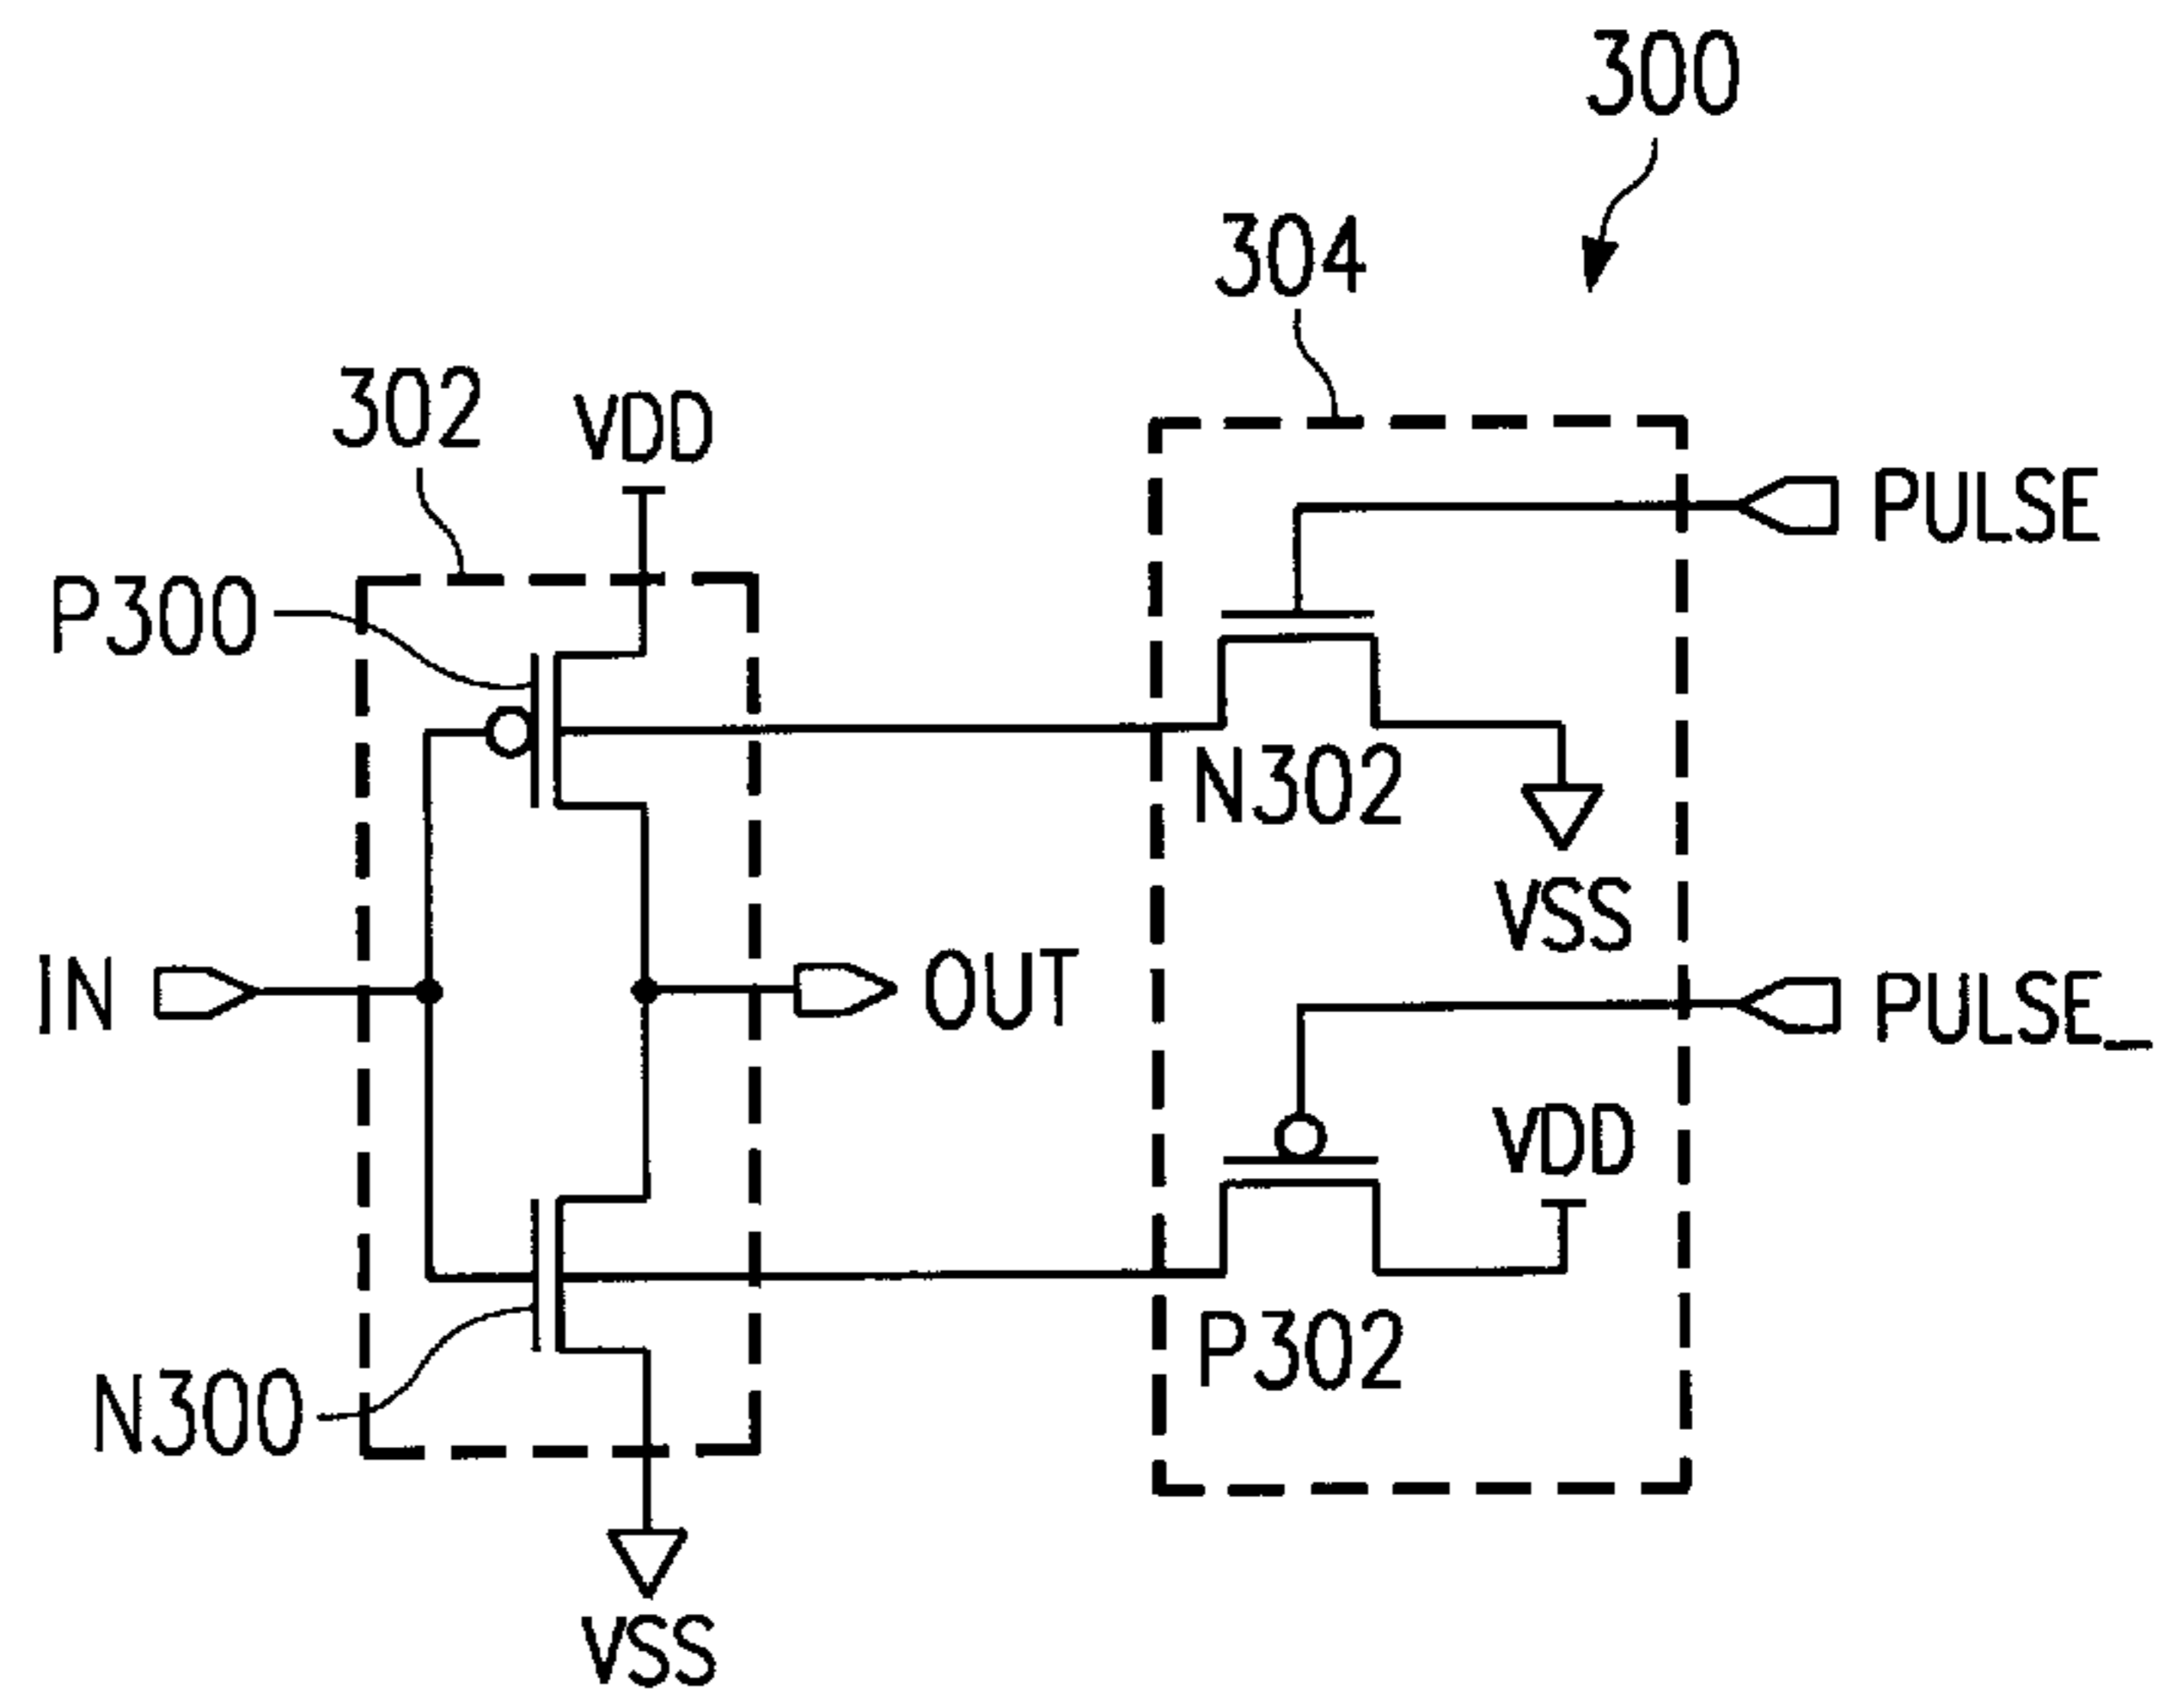 300
304
302
VDD
PULSE
P300
N302
VSS
IN
OUT
PULSE_
VDD
P302
N300
VSS